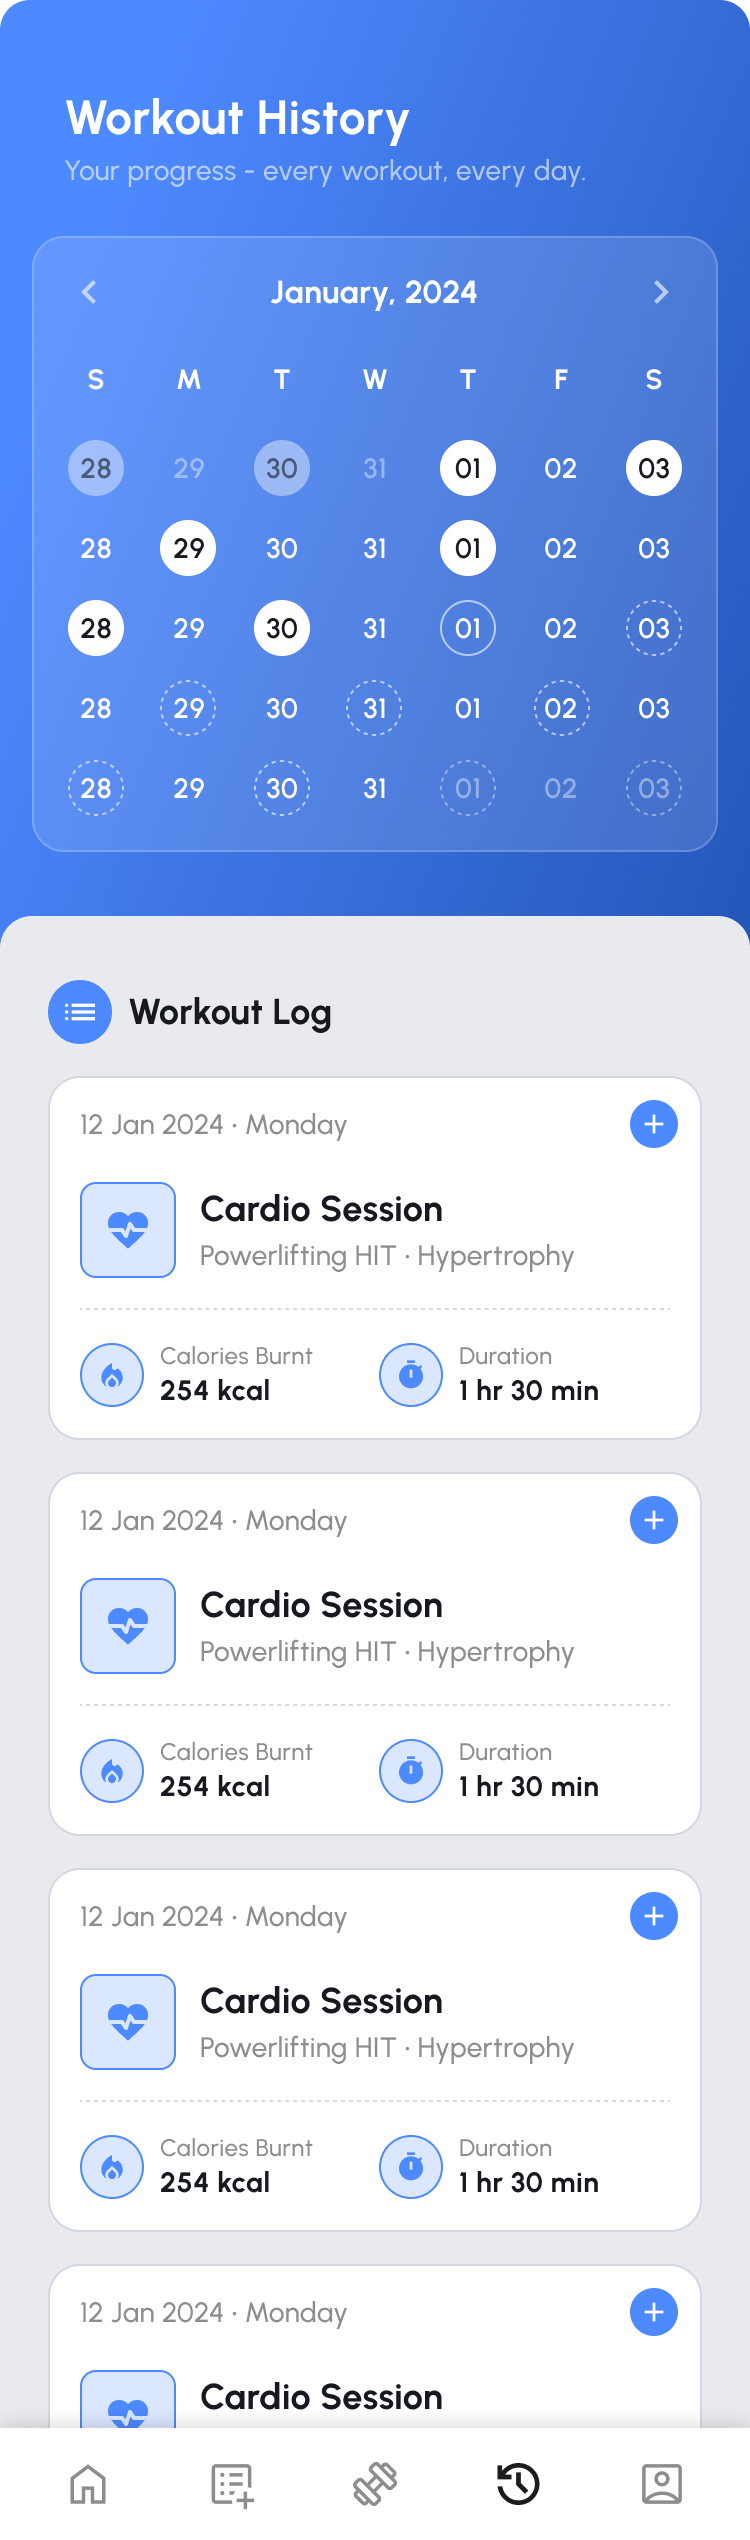 Workout History
Your progress - every workout, every day.
January, 2024
S M T W T F S
28 29 30 31 01 02 03
28 29 30 31 01 02 03
28 29 30 31 01 02 03
28 29 30 31 01 02 03
28 29 30 31 01 02 03
Workout Log
12 Jan 2024 · Monday
Cardio Session
Powerlifting HIT · Hypertrophy
Calories Burnt Duration
254 kcal 1 hr 30 min
12 Jan 2024 · Monday
Cardio Session
Powerlifting HIT · Hypertrophy
Calories Burnt Duration
254 kcal 1 hr 30 min
12 Jan 2024 · Monday
Cardio Session
Powerlifting HIT · Hypertrophy
Calories Burnt Duration
254 kcal 1 hr 30 min
12 Jan 2024 · Monday
Cardio Session